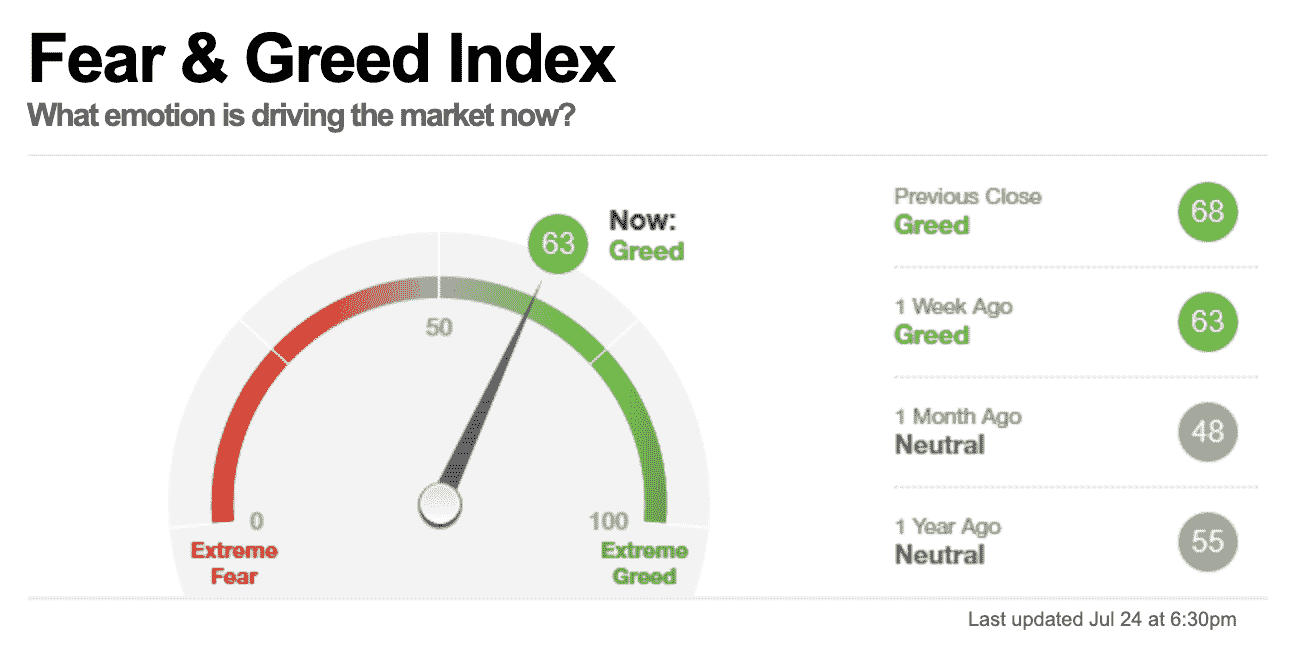 Fear & Greed Index
What emotion is driving the market now?
63
Now:
Greed
50
0
100
Extreme
Fear
Extreme
Greed
Previous Close
Greed
68
1 Week Ago
Greed
63
1 Month Ago
Neutral
48
1 Year Ago
Neutral
55
Last updated Jul 24 at 6:30pm